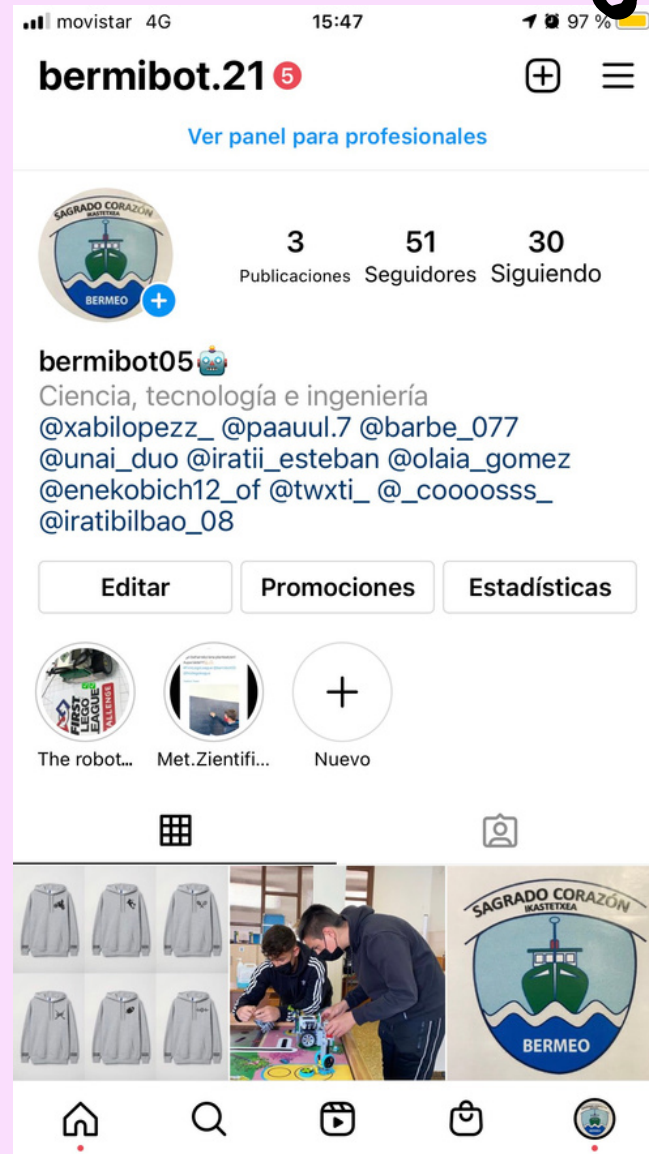 movistar 4G 15:47 97 %
bermibot.21 5
Ver panel para profesionales
SAGRADO CORAZÓN
IKASTETXEA
BERMEO
3 51 30
Publicaciones Seguidores Siguiendo
bermibot05
Ciencia, tecnología e ingeniería
@xabilopezz_ @paauul.7 @barbe_077
@unai_duo @iratii_esteban @olaia_gomez
@enekobich12_of @twxti_ @_coooosss_
@iratibilbao_08
Editar Promociones Estadísticas
FIRST
LEGO
LEAGUE
CHALLENGE
The robot... Met.Zientifi... Nuevo
SAGRADO CORAZÓN
IKASTETXEA
BERMEO